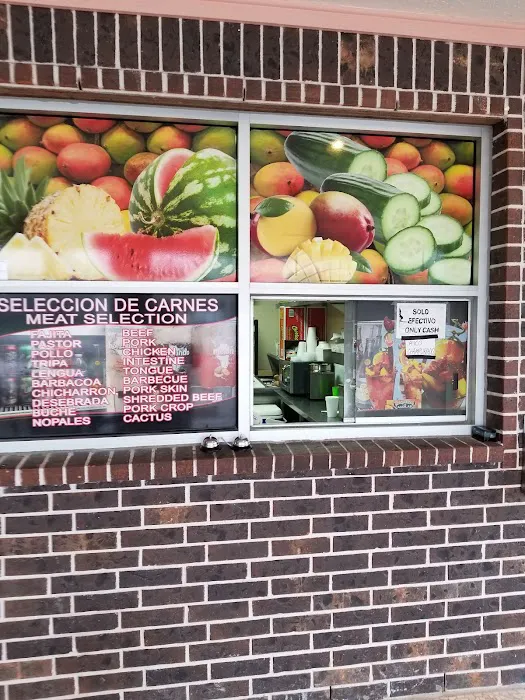 SELECCION DE CARNES
MEAT SELECTION
FAJITA BEEF
PASTOR PORK
POLLO CHICKEN
TRIPA INTESTINE
LENGUA TONGUE
BARBACOA BARBECUE
CHICHARRON PORK SKIN
DESEBRADA SHREDDED BEEF
BUCHE PORK CROP
NOPALES CACTUS
SOLO
EFECTIVO
ONLY CASH